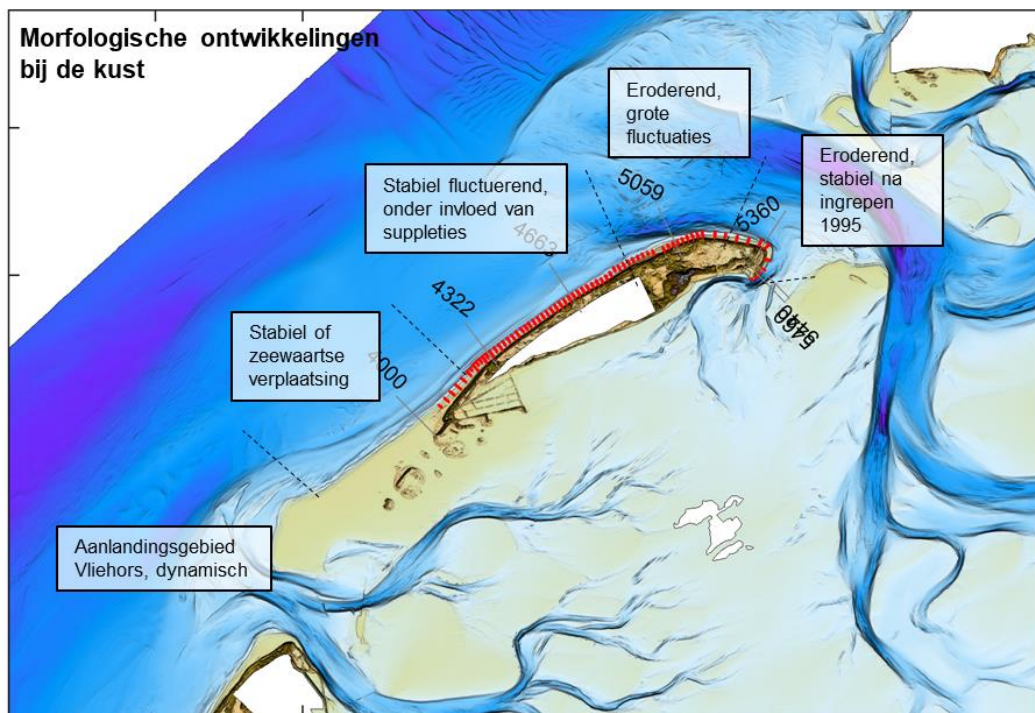 Morfologische ontwikkelingen
bij de kust
Eroderend,
grote
fluctuaties
Eroderend,
stabiel na
ingrepen
1995
Stabiel fluctuerend,
onder invloed van
suppleties
5059
5360
4663
4322
Stabiel of
zeewaartse
verplaatsing
4000
Aanlandingsgebied
Vliehors, dynamisch